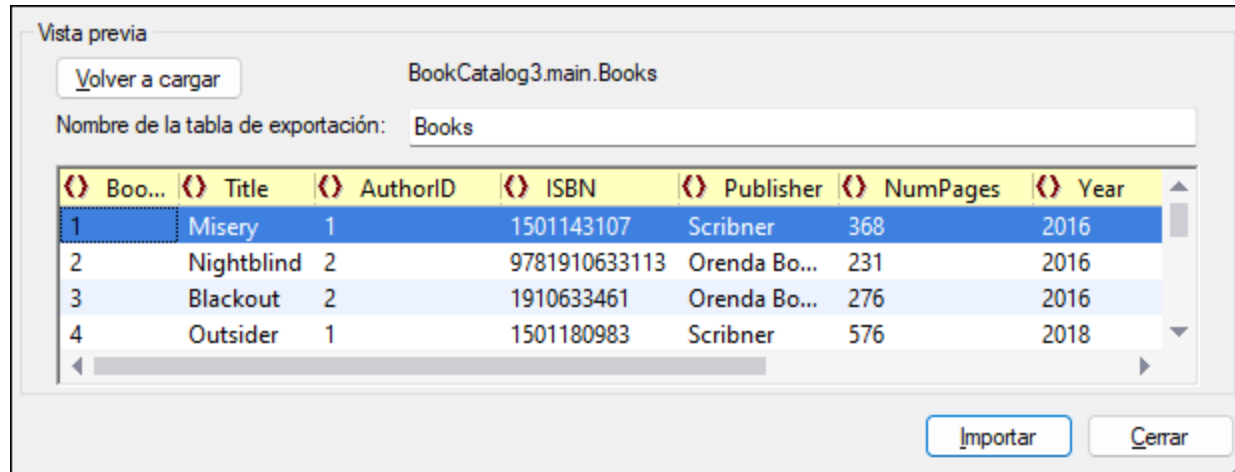 Vista previa
Volver a cargar BookCatalog3.main.Books
Nombre de la tabla de exportación: Books
Boo... Title AuthorID ISBN Publisher NumPages Year
1 Misery 1 1501143107 Scribner 368 2016
2 Nightblind 2 9781910633113 Orenda Bo... 231 2016
3 Blackout 2 1910633461 Orenda Bo... 276 2016
4 Outsider 1 1501180983 Scribner 576 2018
Importar Cerrar